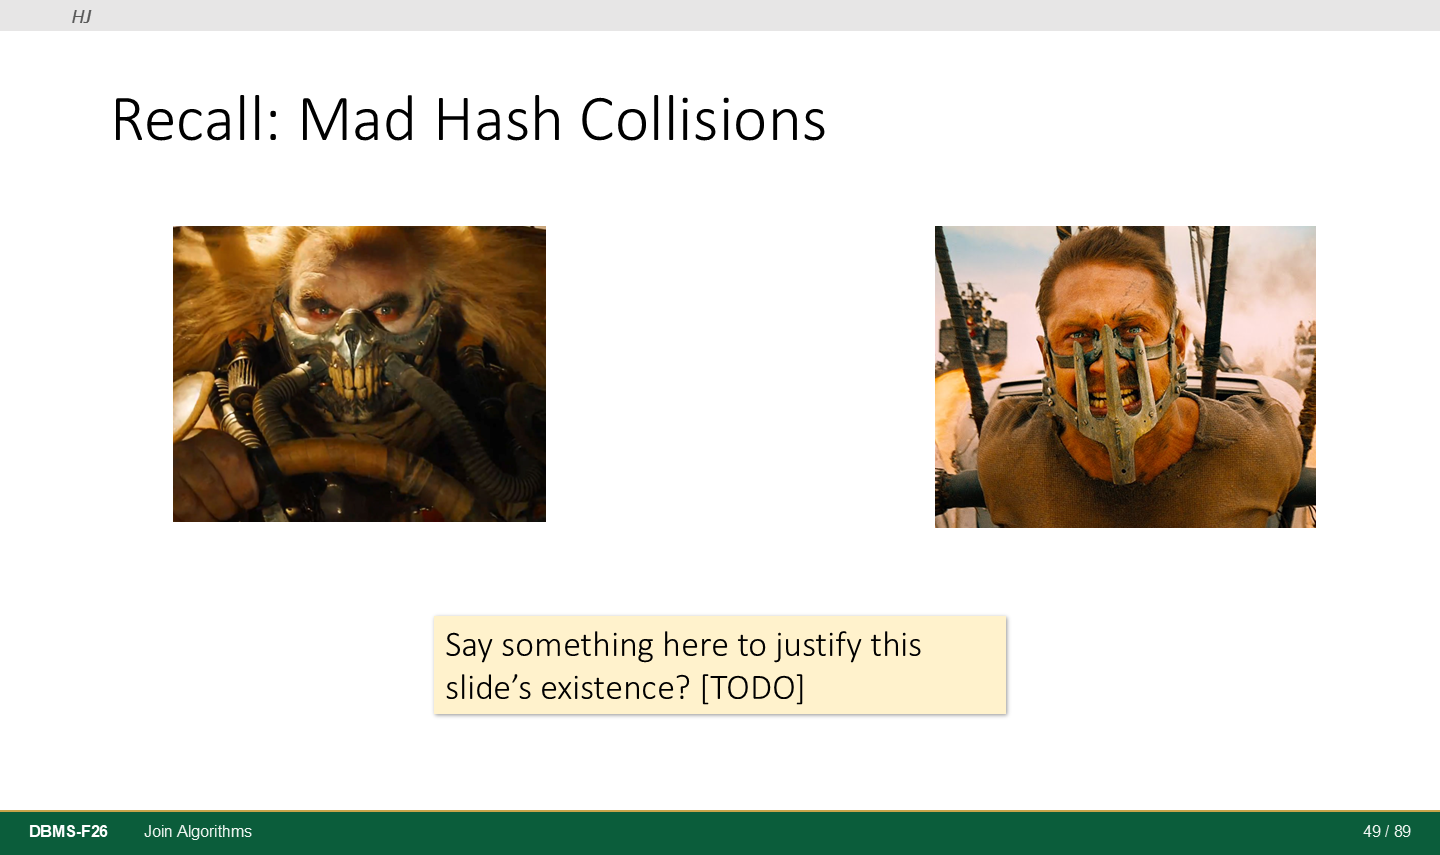 HJ
Recall: Mad Hash Collisions
Say something here to justify this
slide’s existence? [TODO]
DBMS-F26 Join Algorithms 49 / 89